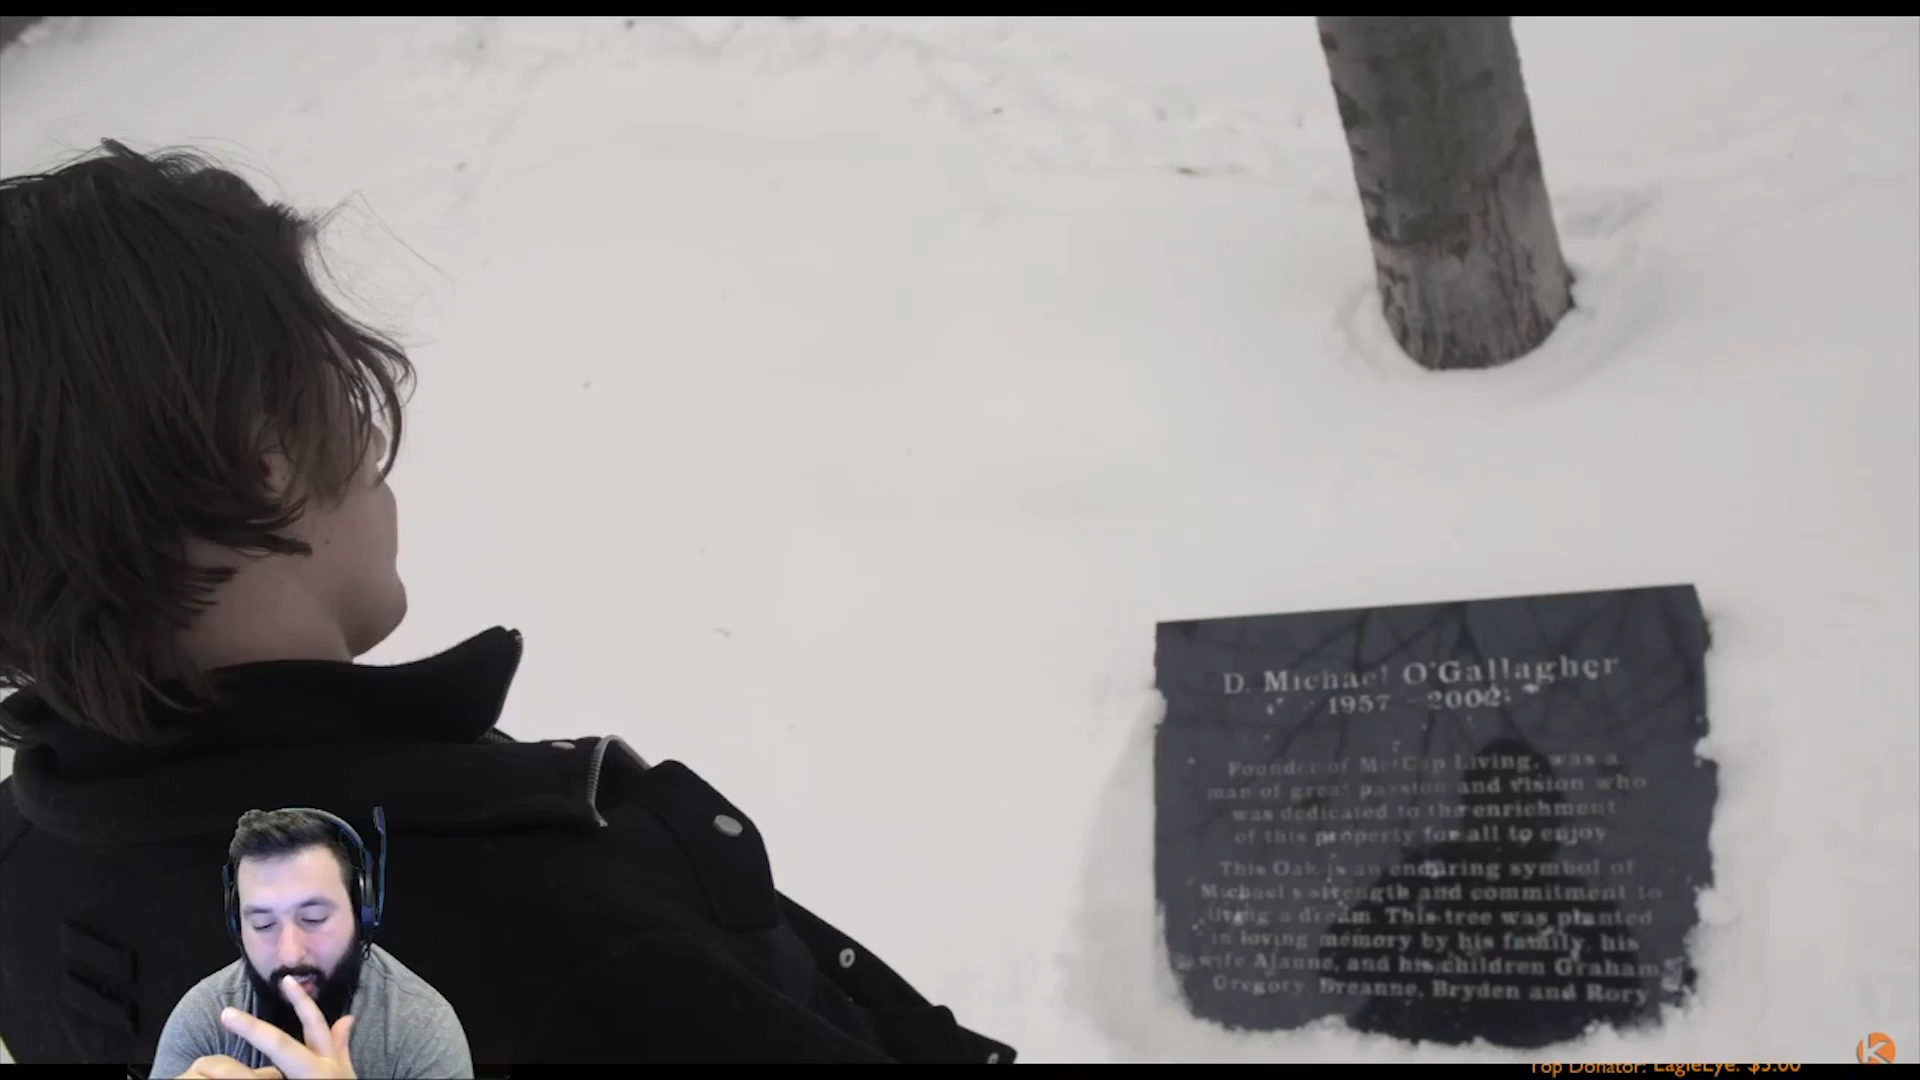 D. Michael O'Gallagher
1957 - 2002
Founder of MetCap Living, was a
man of great passion and vision who
was dedicated to the enrichment
of this property for all to enjoy
This Oak is an enduring symbol of
Michael's strength and commitment to
living a dream. This tree was planted
in loving memory by his family, his
wife Aianne, and his children Graham
Gregory Breanne, Bryden and Rory
Top Donator: EagleEye: $5.00
K